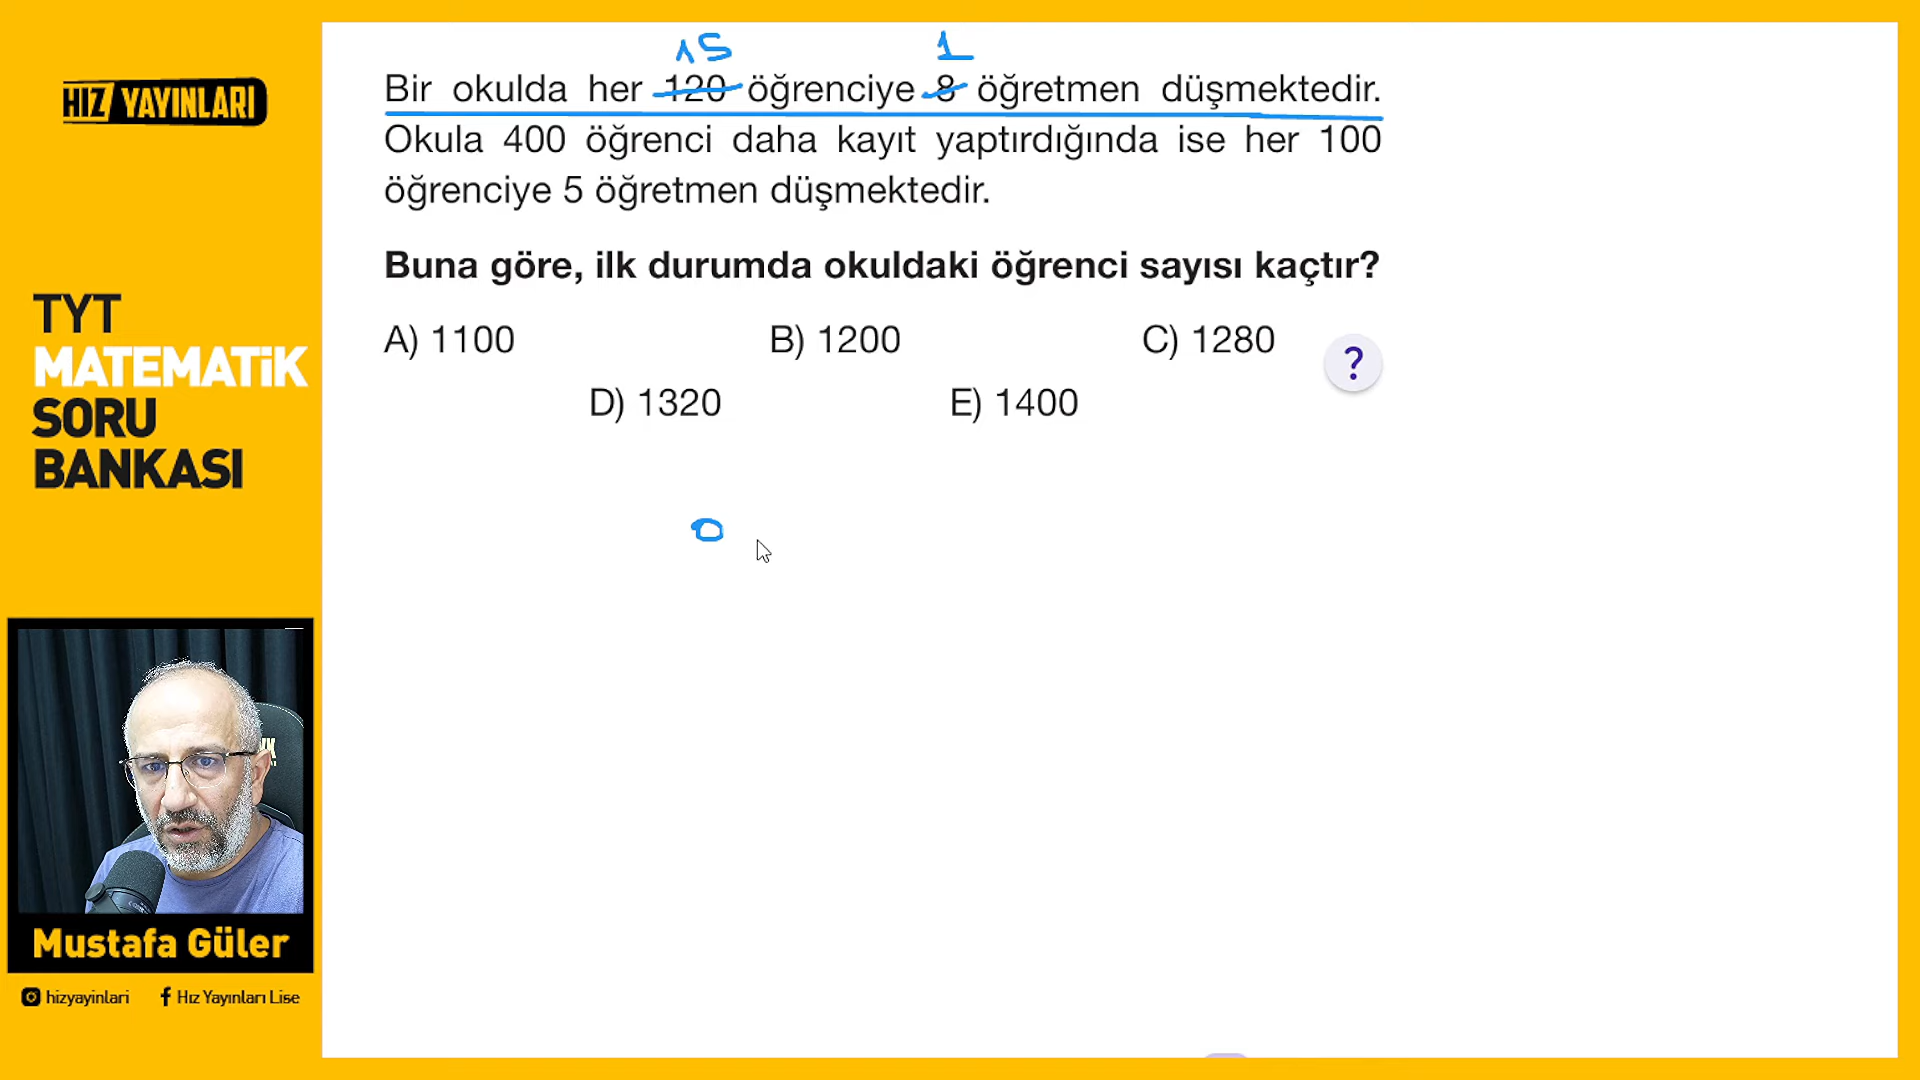 HIZ YAYINLARI
TYT
MATEMATİK
SORU
BANKASI
15 1
Bir okulda her 120 öğrenciye 8 öğretmen düşmektedir.
Okula 400 öğrenci daha kayıt yaptırdığında ise her 100
öğrenciye 5 öğretmen düşmektedir.
Buna göre, ilk durumda okuldaki öğrenci sayısı kaçtır?
A) 1100 B) 1200 C) 1280
?
D) 1320 E) 1400
Mustafa Güler
hizyayinlari Hız Yayınları Lise